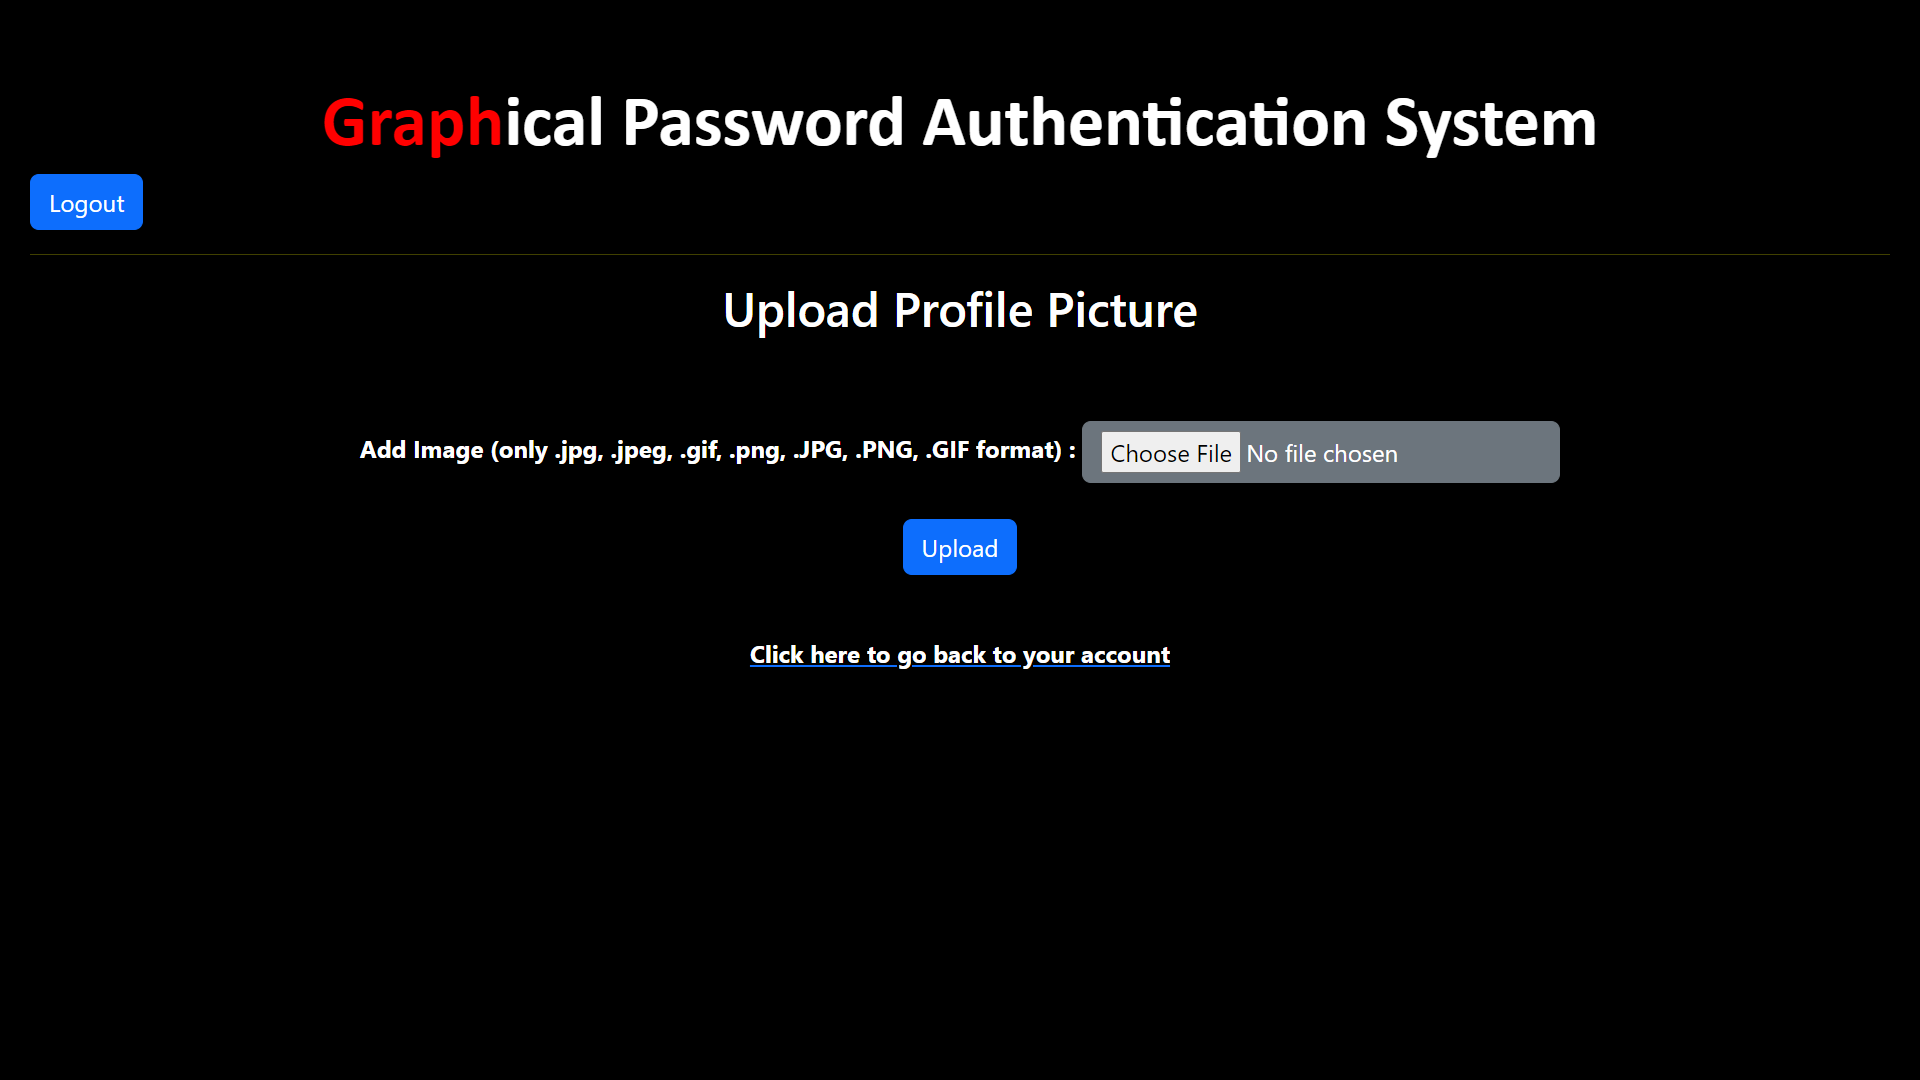 Graphical Password Authentication System
Logout
Upload Profile Picture
Add Image (only .jpg, .jpeg, .gif, .png, .JPG, .PNG, .GIF format) : Choose File No file chosen
Upload
Click here to go back to your account